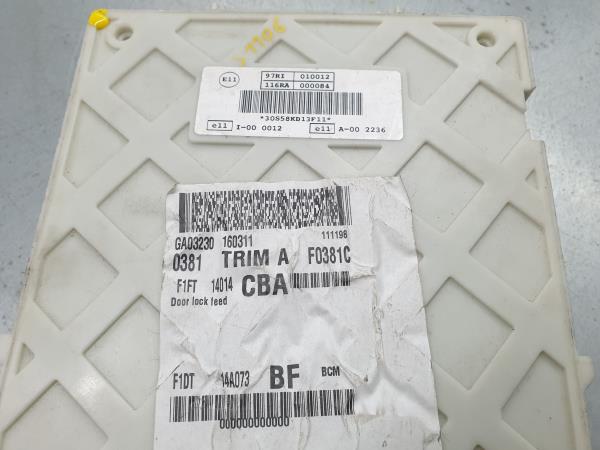 E11
97RI 010012
116RA 000084
*30S58KD13F11*
e11 I-00 0012 e11 A-00 2236
GA03230 160311 111198
0381 TRIM A F0381C
F1FT 14014 CBA
Door lock feed
F1DT 14A073 BF BCM
000000000000